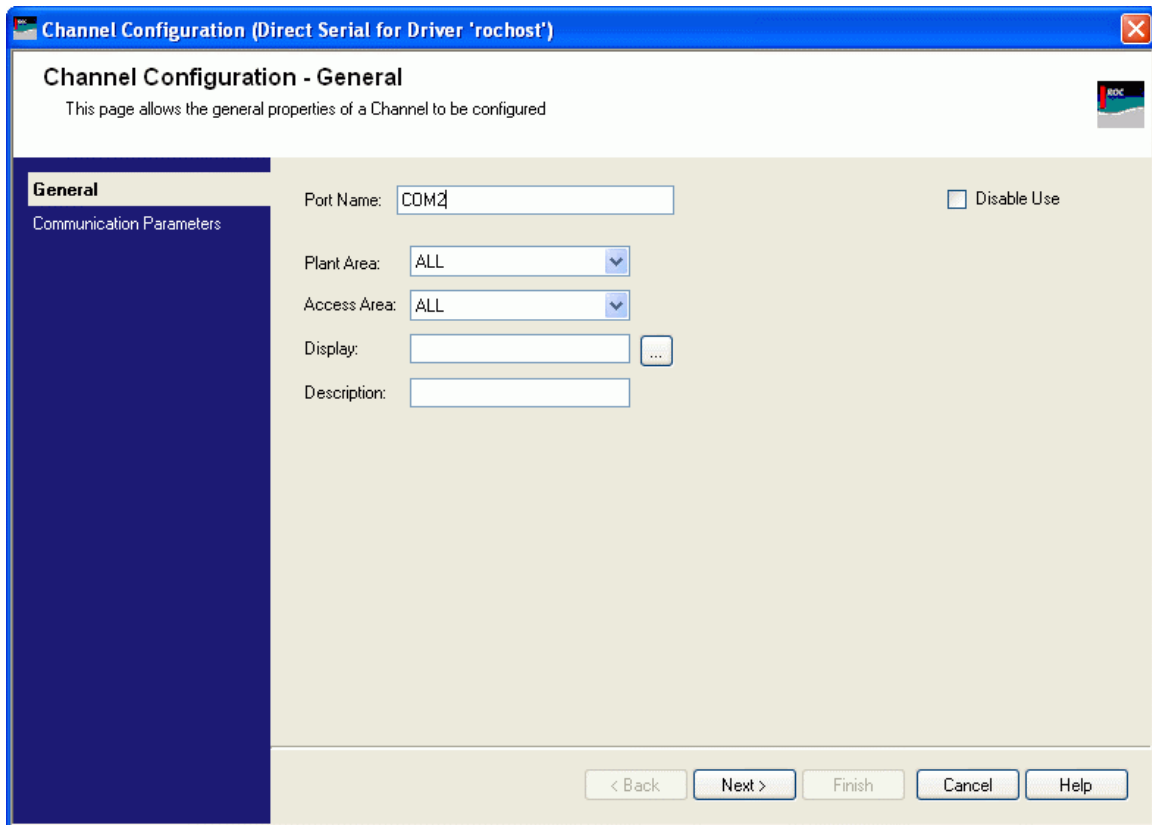 Channel Configuration (Direct Serial for Driver 'rochost')
Channel Configuration - General
This page allows the general properties of a Channel to be configured
ROC
General
Communication Parameters
Port Name: COM2
Disable Use
Plant Area: ALL
Access Area: ALL
Display: ...
Description:
< Back Next > Finish Cancel Help